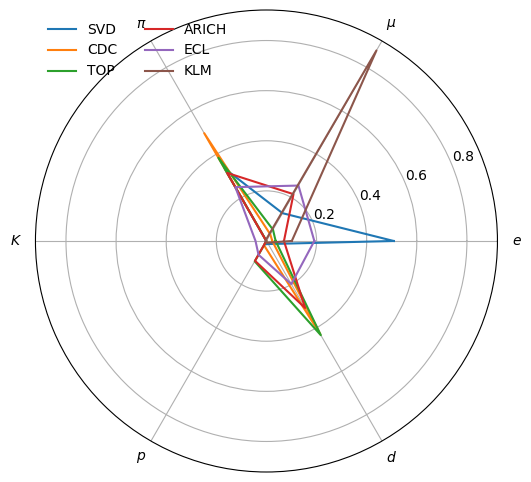 π μ
SVD ARICH
CDC ECL
TOP KLM
0.8
0.6
0.4
0.2
K e
p d